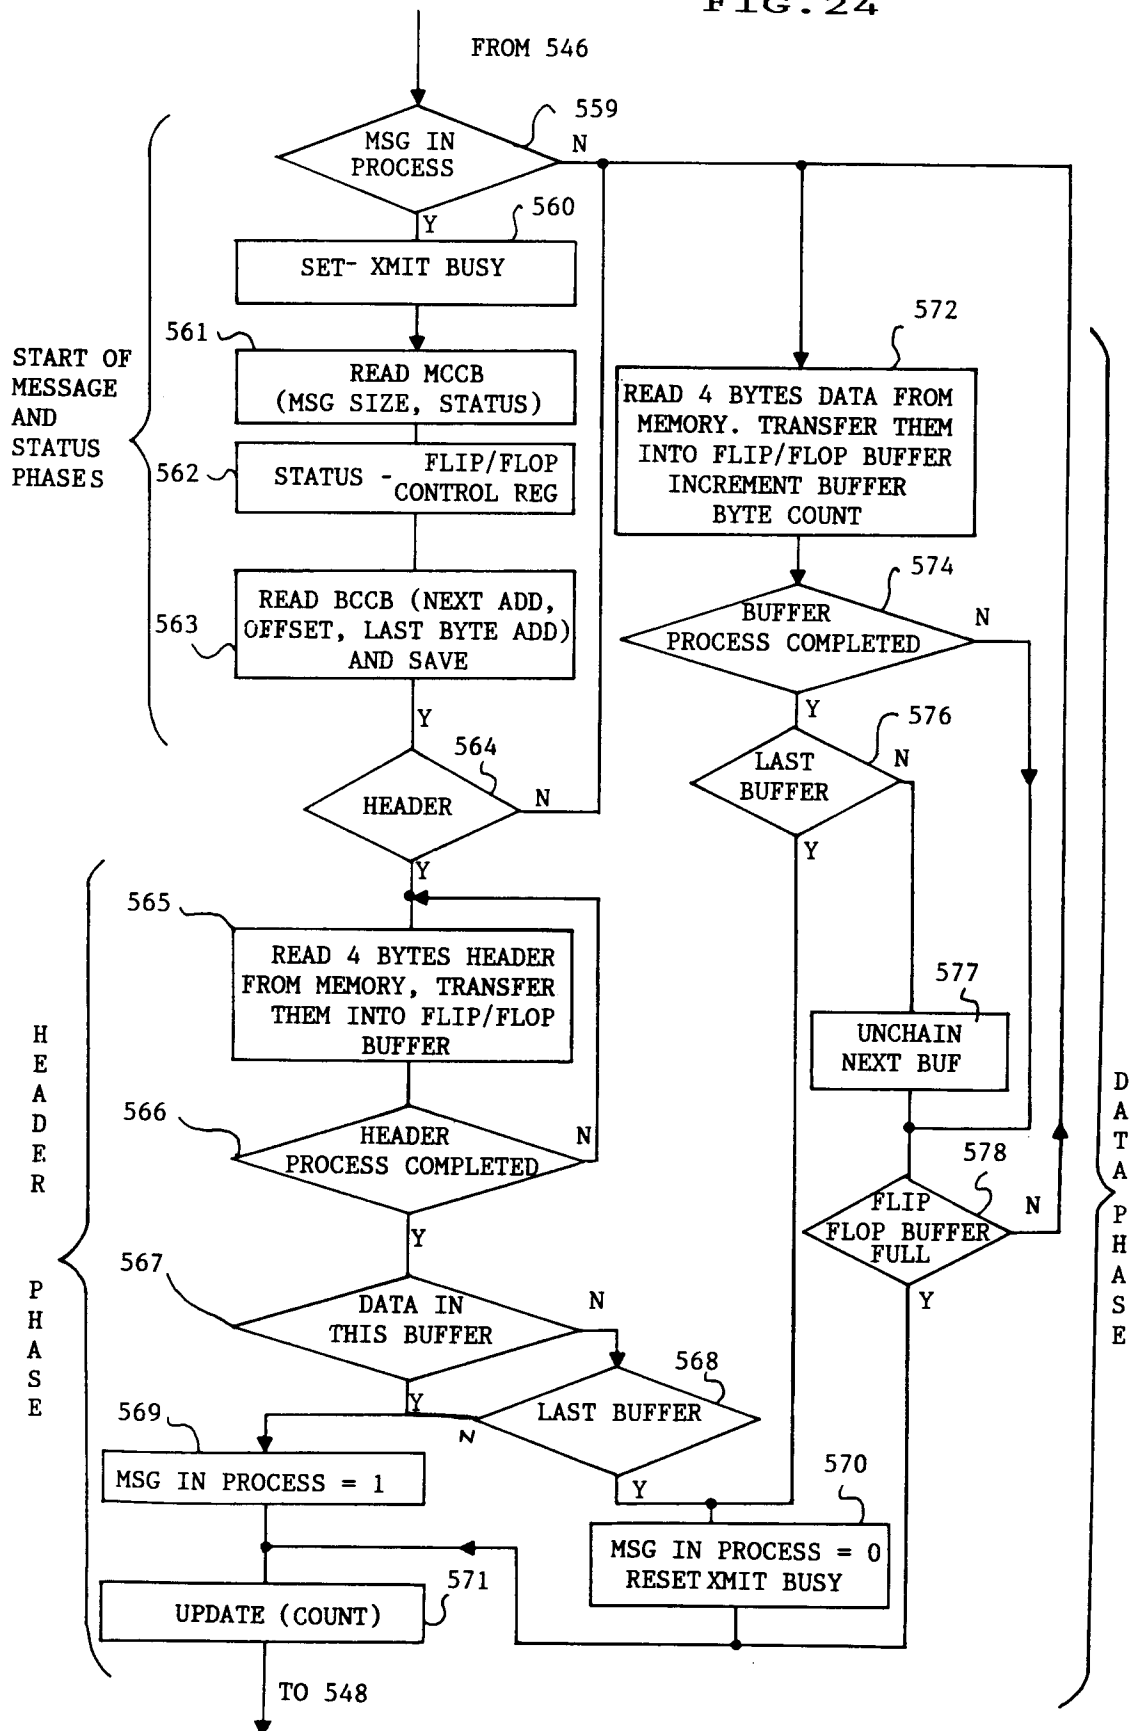 FIG.24
FROM 546
559
MSG IN
PROCESS
N
Y
560
SET- XMIT BUSY
561
READ MCCB
(MSG SIZE, STATUS)
562
STATUS - FLIP/FLOP
CONTROL REG
563
READ BCCB (NEXT ADD,
OFFSET, LAST BYTE ADD)
AND SAVE
Y
START OF
MESSAGE
AND
STATUS
PHASES
564
HEADER
N
Y
565
READ 4 BYTES HEADER
FROM MEMORY, TRANSFER
THEM INTO FLIP/FLOP
BUFFER
566
HEADER
PROCESS COMPLETED
N
Y
567
DATA IN
THIS BUFFER
N
Y
568
LAST BUFFER
N
Y
569
MSG IN PROCESS = 1
570
MSG IN PROCESS = 0
RESET XMIT BUSY
571
UPDATE (COUNT)
TO 548
HEADER PHASE
572
READ 4 BYTES DATA FROM
MEMORY. TRANSFER THEM
INTO FLIP/FLOP BUFFER
INCREMENT BUFFER
BYTE COUNT
574
BUFFER
PROCESS COMPLETED
N
Y
576
LAST
BUFFER
N
Y
577
UNCHAIN
NEXT BUF
578
FLIP
FLOP BUFFER
FULL
N
Y
DATA PHASE